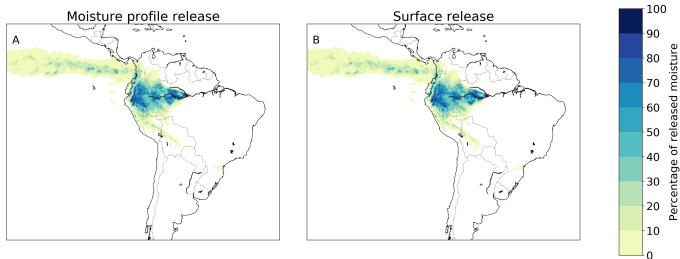 Moisture profile release
Surface release
A
B
100
90
80
70
60
50
40
30
20
10
0
Percentage of released moisture